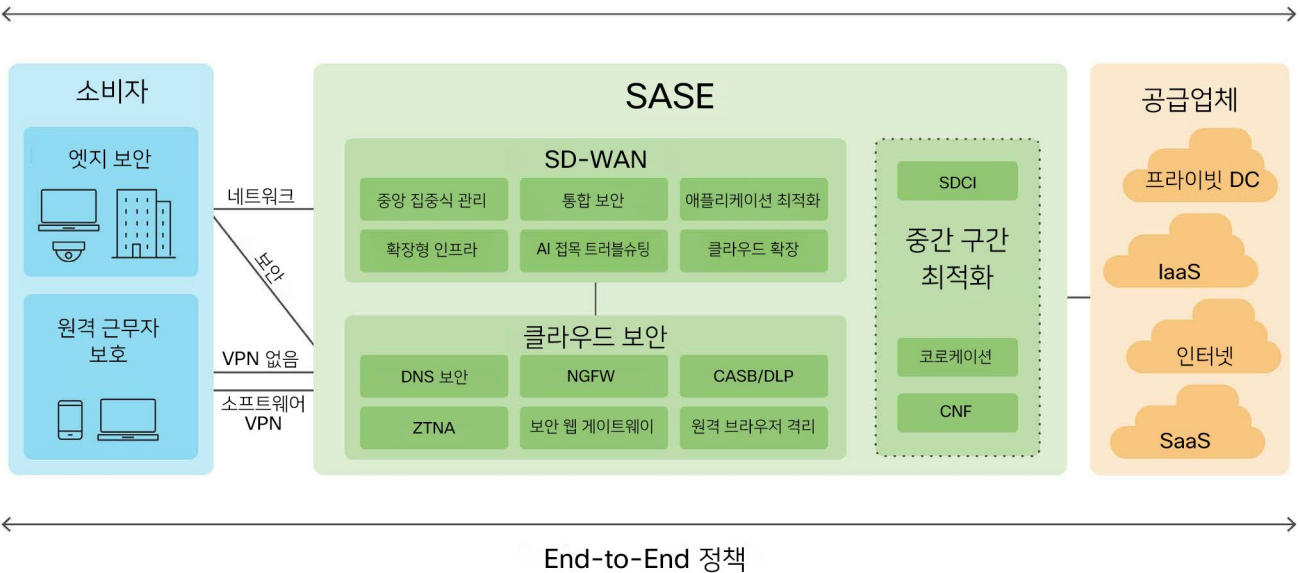 소비자
엣지 보안
원격 근무자
보호
네트워크
보안
VPN 없음
소프트웨어
VPN
SASE
SD-WAN
중앙 집중식 관리
통합 보안
애플리케이션 최적화
확장형 인프라
AI 접목 트러블슈팅
클라우드 확장
클라우드 보안
DNS 보안
NGFW
CASB/DLP
ZTNA
보안 웹 게이트웨이
원격 브라우저 격리
SDCI
중간 구간
최적화
코로케이션
CNF
공급업체
프라이빗 DC
IaaS
인터넷
SaaS
End-to-End 정책